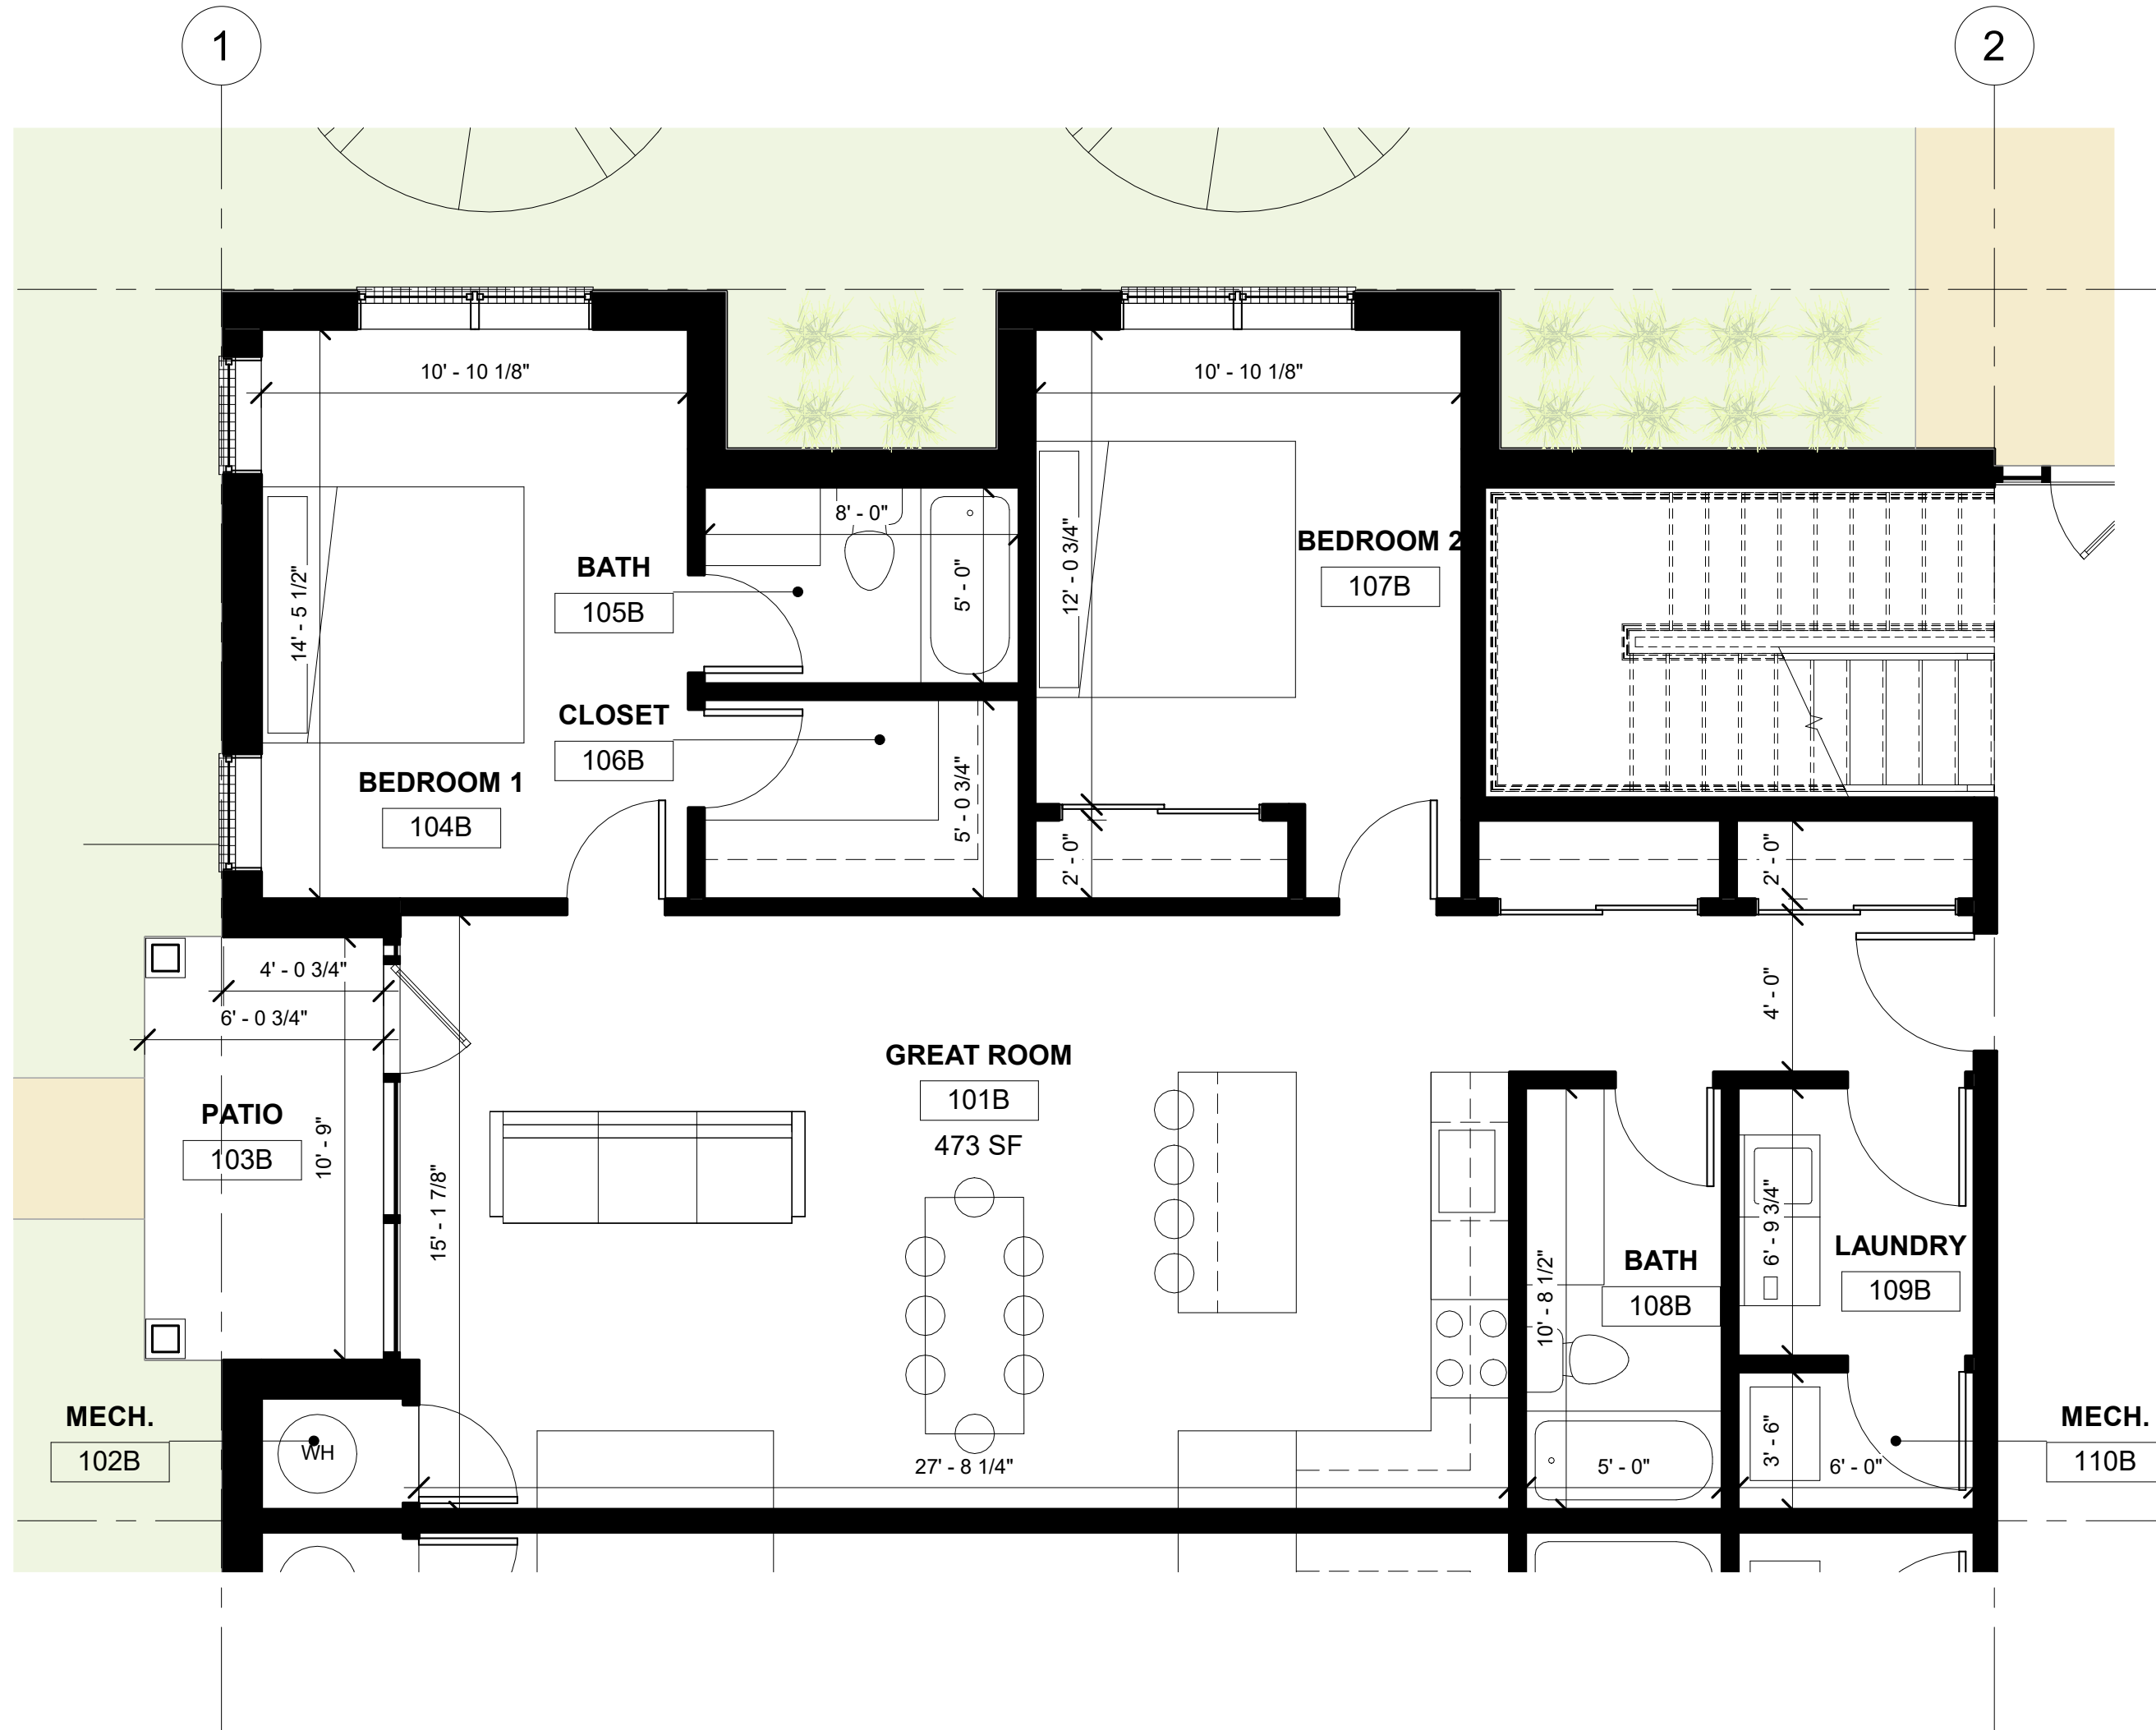 1
2
10' - 10 1/8"
10' - 10 1/8"
8' - 0"
BEDROOM 2
107B
12' - 0 3/4"
BATH
105B
5' - 0"
14' - 5 1/2"
CLOSET
106B
BEDROOM 1
104B
5' - 0 3/4"
2' - 0"
2' - 0"
4' - 0 3/4"
6' - 0 3/4"
4' - 0"
GREAT ROOM
101B
473 SF
PATIO
103B
10' - 9"
15' - 1 7/8"
6' - 9 3/4"
LAUNDRY
109B
BATH
108B
10' - 8 1/2"
MECH.
102B
WH
27' - 8 1/4"
5' - 0"
3' - 6"
6' - 0"
MECH.
110B